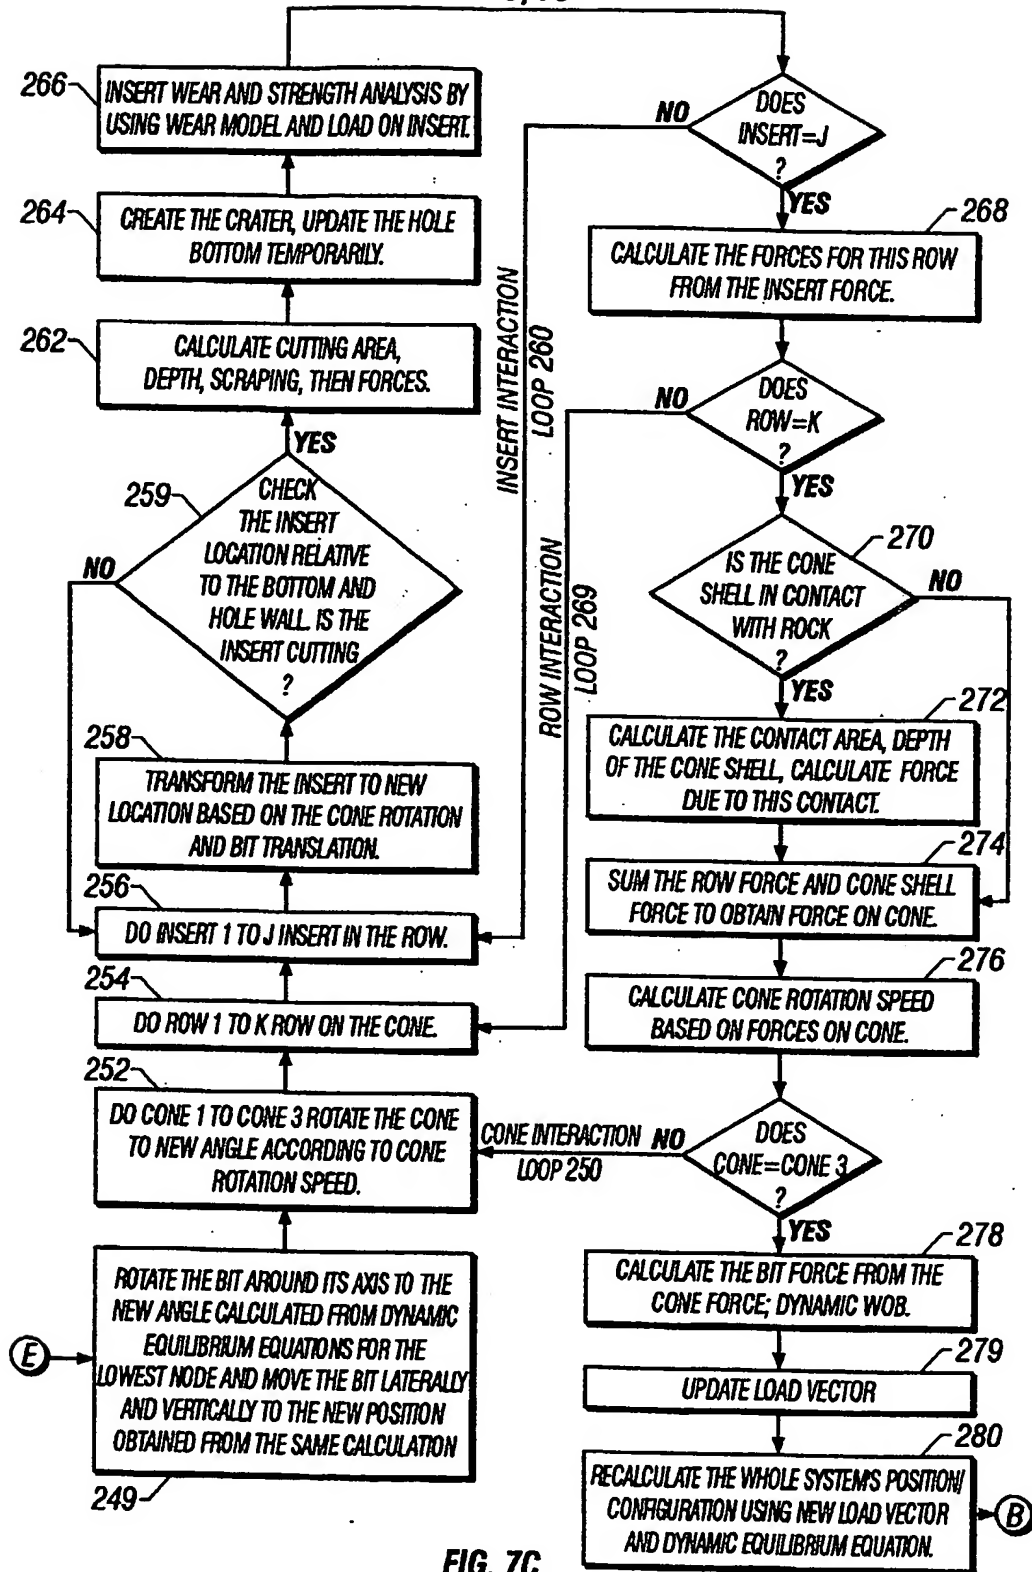 266
INSERT WEAR AND STRENGTH ANALYSIS BY
USING WEAR MODEL AND LOAD ON INSERT.
264
CREATE THE CRATER, UPDATE THE HOLE
BOTTOM TEMPORARILY.
262
CALCULATE CUTTING AREA,
DEPTH, SCRAPING, THEN FORCES.
YES
259
CHECK
THE INSERT
LOCATION RELATIVE
TO THE BOTTOM AND
HOLE WALL. IS THE
INSERT CUTTING
?
NO
258
TRANSFORM THE INSERT TO NEW
LOCATION BASED ON THE CONE ROTATION
AND BIT TRANSLATION.
256
DO INSERT 1 TO J INSERT IN THE ROW.
254
DO ROW 1 TO K ROW ON THE CONE.
252
DO CONE 1 TO CONE 3 ROTATE THE CONE
TO NEW ANGLE ACCORDING TO CONE
ROTATION SPEED.
E
ROTATE THE BIT AROUND ITS AXIS TO THE
NEW ANGLE CALCULATED FROM DYNAMIC
EQUILIBRIUM EQUATIONS FOR THE
LOWEST NODE AND MOVE THE BIT LATERALLY
AND VERTICALLY TO THE NEW POSITION
OBTAINED FROM THE SAME CALCULATION
249
INSERT INTERACTION
LOOP 260
ROW INTERACTION
LOOP 269
DOES
INSERT=J
?
NO
YES
268
CALCULATE THE FORCES FOR THIS ROW
FROM THE INSERT FORCE.
DOES
ROW=K
?
NO
YES
270
IS THE CONE
SHELL IN CONTACT
WITH ROCK
?
NO
YES
272
CALCULATE THE CONTACT AREA, DEPTH
OF THE CONE SHELL, CALCULATE FORCE
DUE TO THIS CONTACT.
274
SUM THE ROW FORCE AND CONE SHELL
FORCE TO OBTAIN FORCE ON CONE.
276
CALCULATE CONE ROTATION SPEED
BASED ON FORCES ON CONE.
DOES
CONE=CONE 3
?
CONE INTERACTION NO
LOOP 250
YES
278
CALCULATE THE BIT FORCE FROM THE
CONE FORCE; DYNAMIC WOB.
279
UPDATE LOAD VECTOR
280
RECALCULATE THE WHOLE SYSTEM'S POSITION/
CONFIGURATION USING NEW LOAD VECTOR
AND DYNAMIC EQUILIBRIUM EQUATION.
B
FIG. 7C